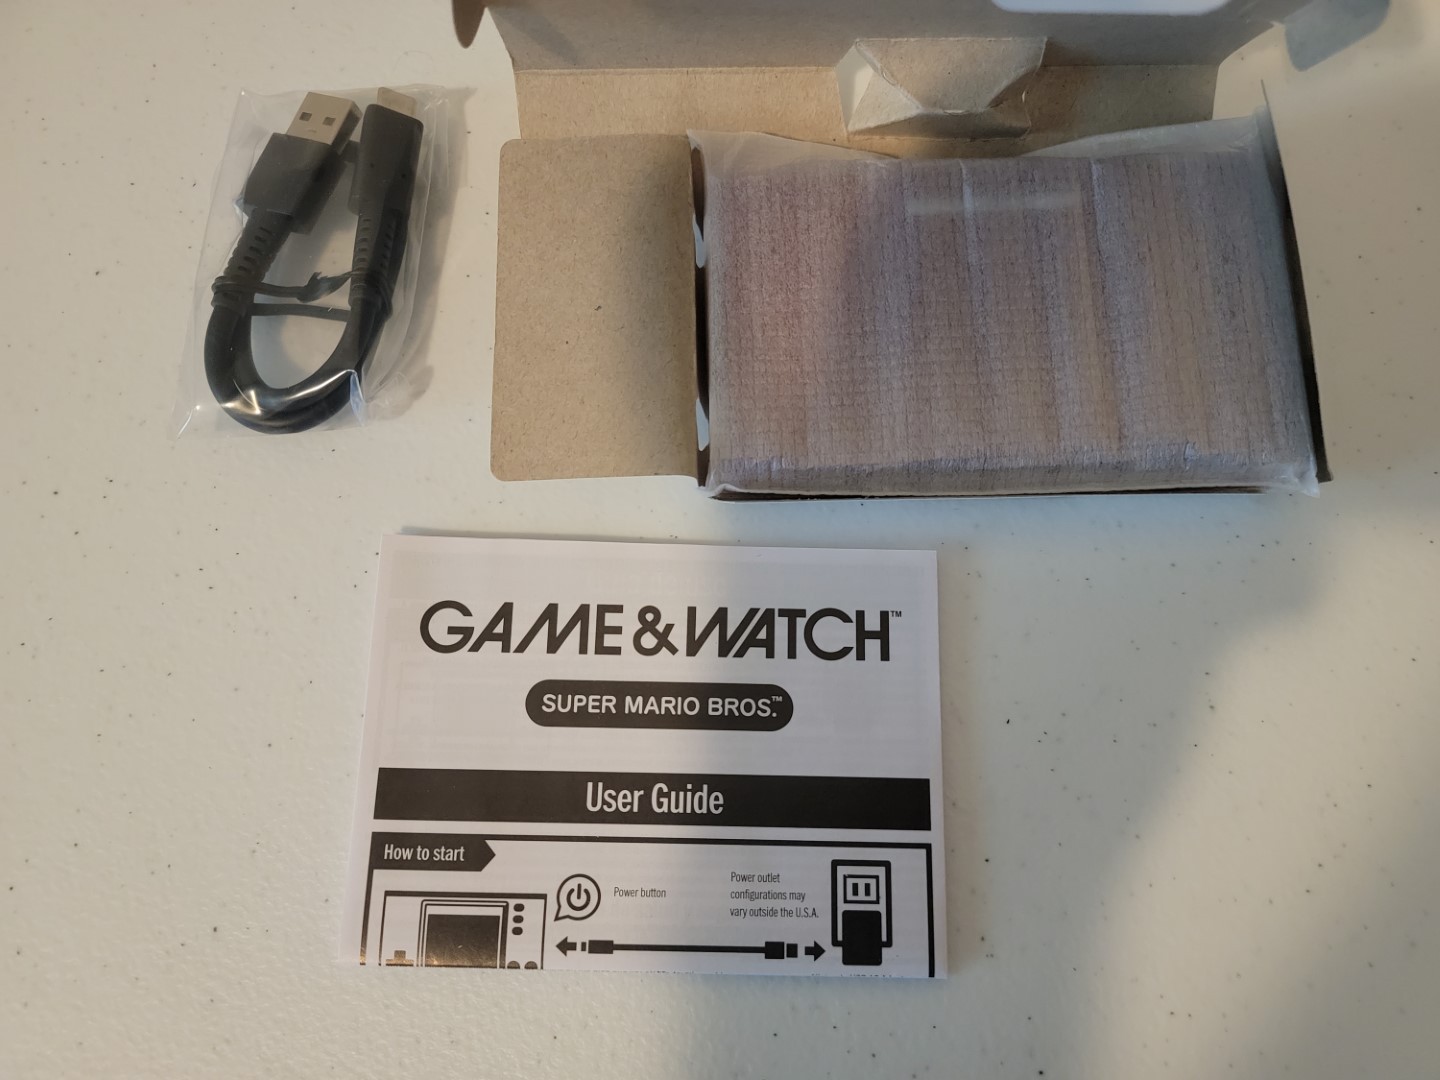 GAME & WATCH™
SUPER MARIO BROS.™
User Guide
How to start
Power button
Power outlet
configurations may
vary outside the U.S.A.